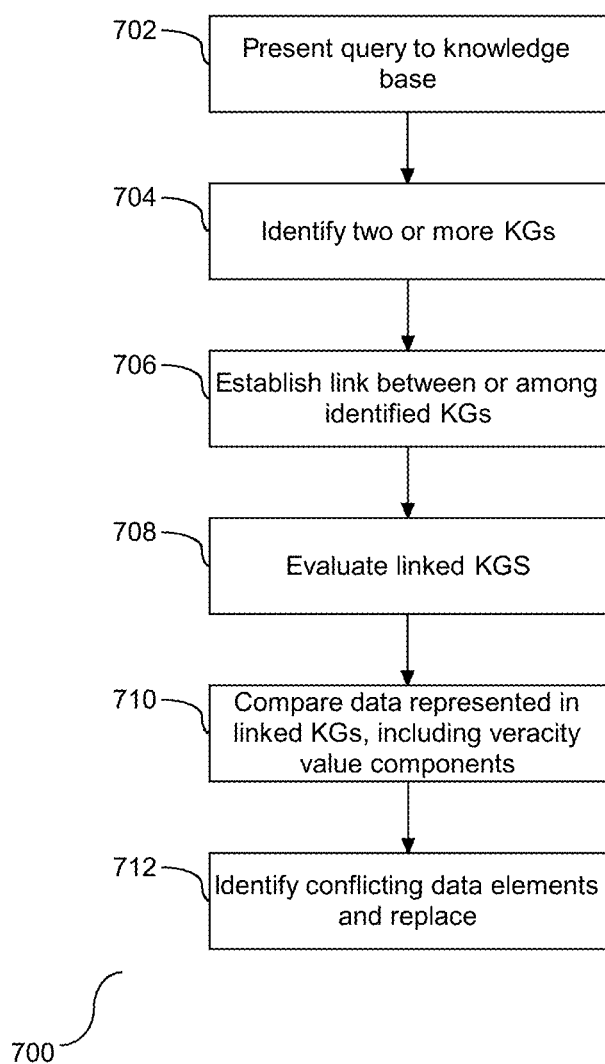 702
Present query to knowledge
base
704
Identify two or more KGs
706
Establish link between or among
identified KGs
708
Evaluate linked KGS
710
Compare data represented in
linked KGs, including veracity
value components
712
Identify conflicting data elements
and replace
700